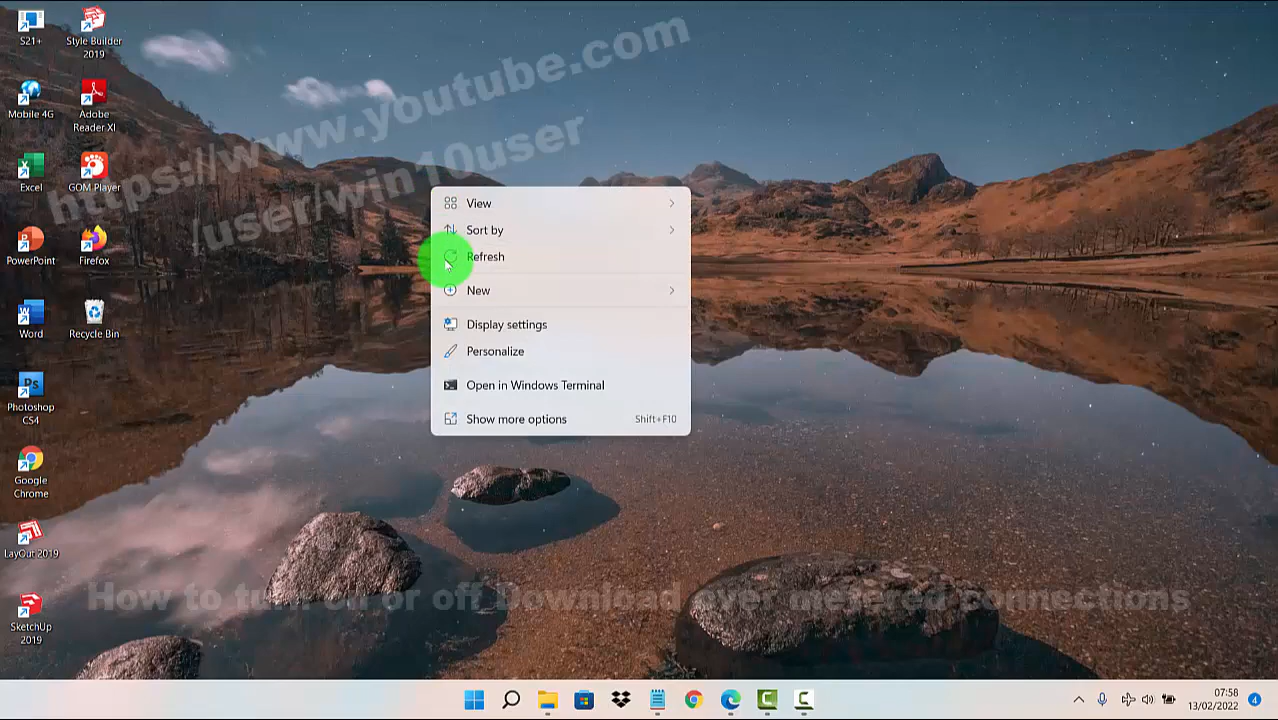 S21+
Style Builder
2019
Mobile 4G
Adobe
Reader XI
Excel
GOM Player
PowerPoint
Firefox
Word
Recycle Bin
Photoshop
CS4
Google
Chrome
LayOut 2019
SketchUp
2019
https://www.youtube.com
/user/win10user
View
Sort by
Refresh
New
Display settings
Personalize
Open in Windows Terminal
Show more options Shift+F10
How to turn on or off Download over metered connections
07:58
13/02/2022
4